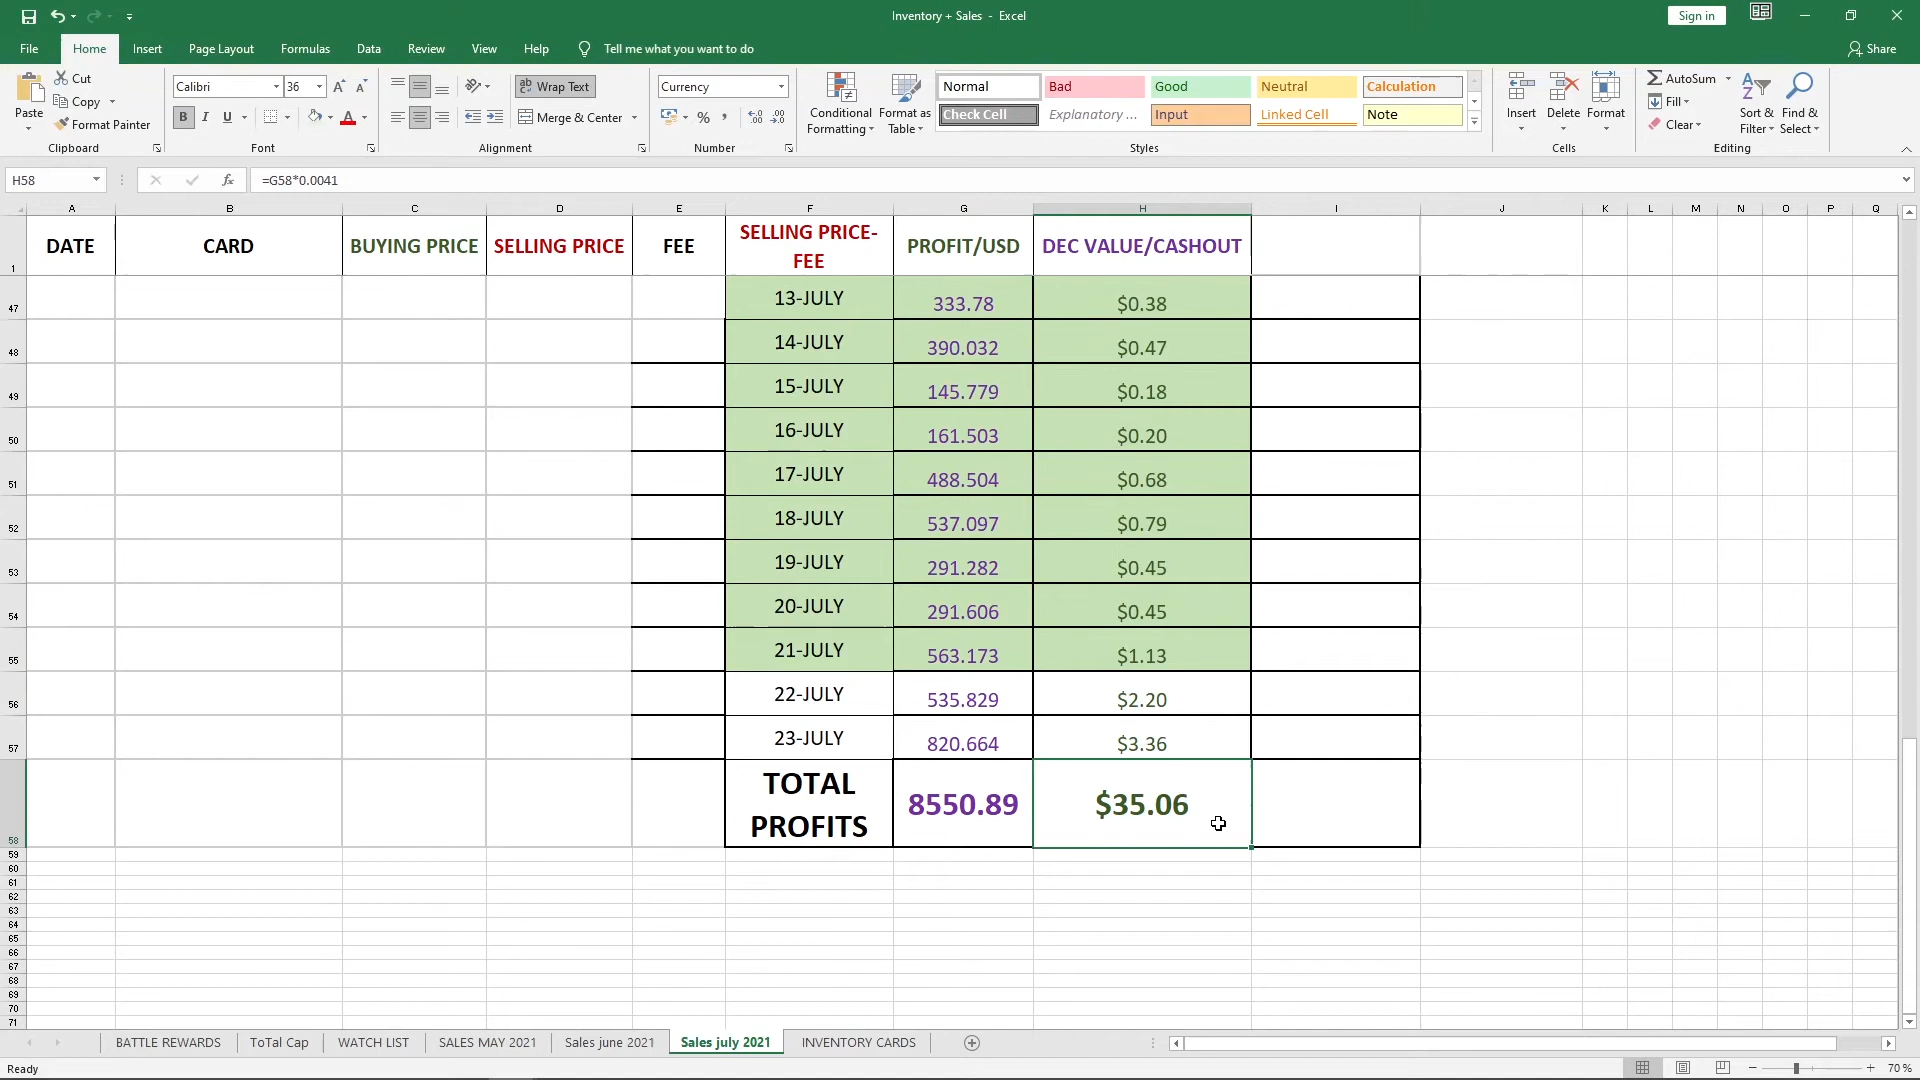 Inventory + Sales - Excel
Sign in
File Home Insert Page Layout Formulas Data Review View Help Tell me what you want to do Share
Paste
Cut
Copy
Format Painter
Clipboard
Calibri 36
B I U
Font
Wrap Text
Merge & Center
Alignment
Currency
Number
Conditional Formatting
Format as Table
Normal Bad Good Neutral Calculation
Check Cell Explanatory ... Input Linked Cell Note
Styles
Insert Delete Format
Cells
AutoSum
Fill
Clear
Sort & Filter
Find & Select
Editing
H58 fx =G58*0.0041
A B C D E F G H I J K L M N O P Q
1 DATE CARD BUYING PRICE SELLING PRICE FEE SELLING PRICE-FEE PROFIT/USD DEC VALUE/CASHOUT
47 13-JULY 333.78 $0.38
48 14-JULY 390.032 $0.47
49 15-JULY 145.779 $0.18
50 16-JULY 161.503 $0.20
51 17-JULY 488.504 $0.68
52 18-JULY 537.097 $0.79
53 19-JULY 291.282 $0.45
54 20-JULY 291.606 $0.45
55 21-JULY 563.173 $1.13
56 22-JULY 535.829 $2.20
57 23-JULY 820.664 $3.36
58 TOTAL PROFITS 8550.89 $35.06
59
60
61
62
63
64
65
66
67
68
69
70
71
BATTLE REWARDS ToTal Cap WATCH LIST SALES MAY 2021 Sales june 2021 Sales july 2021 INVENTORY CARDS
Ready 70 %